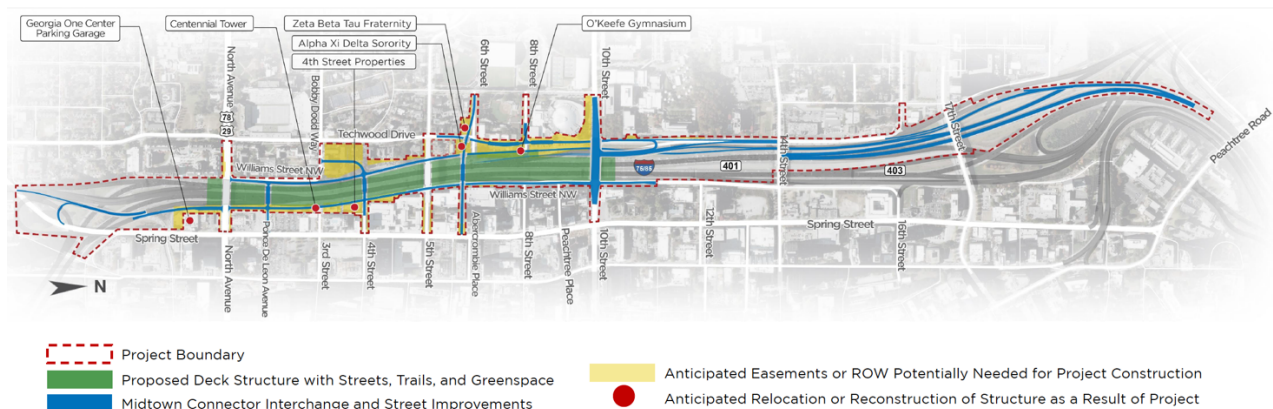 Georgia One Center
Parking Garage
Centennial Tower
Zeta Beta Tau Fraternity
Alpha Xi Delta Sorority
4th Street Properties
O'Keefe Gymnasium
North Avenue
78
29
Bobby Dodd Way
Techwood Drive
6th Street
8th Street
10th Street
Williams Street NW
76/85
401
14th Street
403
17th Street
Peachtree Road
Williams Street NW
Spring Street
North Avenue
Ponce De Leon Avenue
3rd Street
4th Street
5th Street
Abercrombie Place
8th Street
Peachtree Place
10th Street
12th Street
Spring Street
16th Street
N
Project Boundary
Proposed Deck Structure with Streets, Trails, and Greenspace
Midtown Connector Interchange and Street Improvements
Anticipated Easements or ROW Potentially Needed for Project Construction
Anticipated Relocation or Reconstruction of Structure as a Result of Project